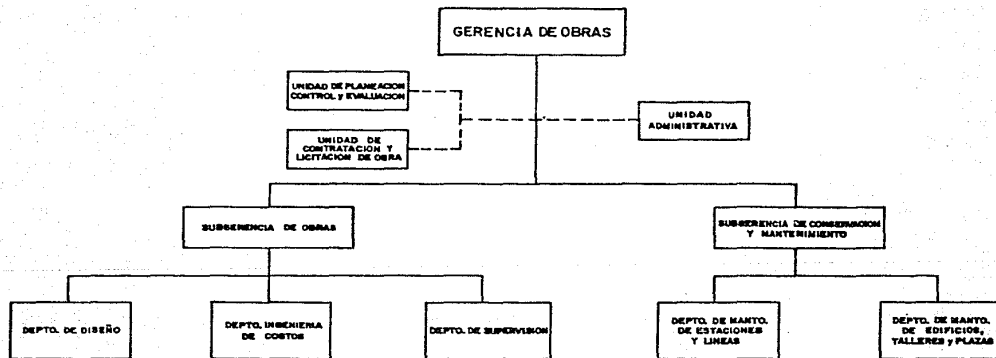 GERENCIA DE OBRAS
UNIDAD DE PLANEACION
CONTROL y EVALUACION
UNIDAD DE
CONTRATACION Y
LICITACION DE OBRA
UNIDAD
ADMINISTRATIVA
SUBGERENCIA DE OBRAS
SUBGERENCIA DE CONSERVACION
Y MANTENIMIENTO
DEPTO. DE DISEÑO
DEPTO. INGENIERIA
DE COSTOS
DEPTO. DE SUPERVISION
DEPTO. DE MANTO.
DE ESTACIONES
Y LINEAS
DEPTO. DE MANTO.
DE EDIFICIOS,
TALLERES y PLAZAS